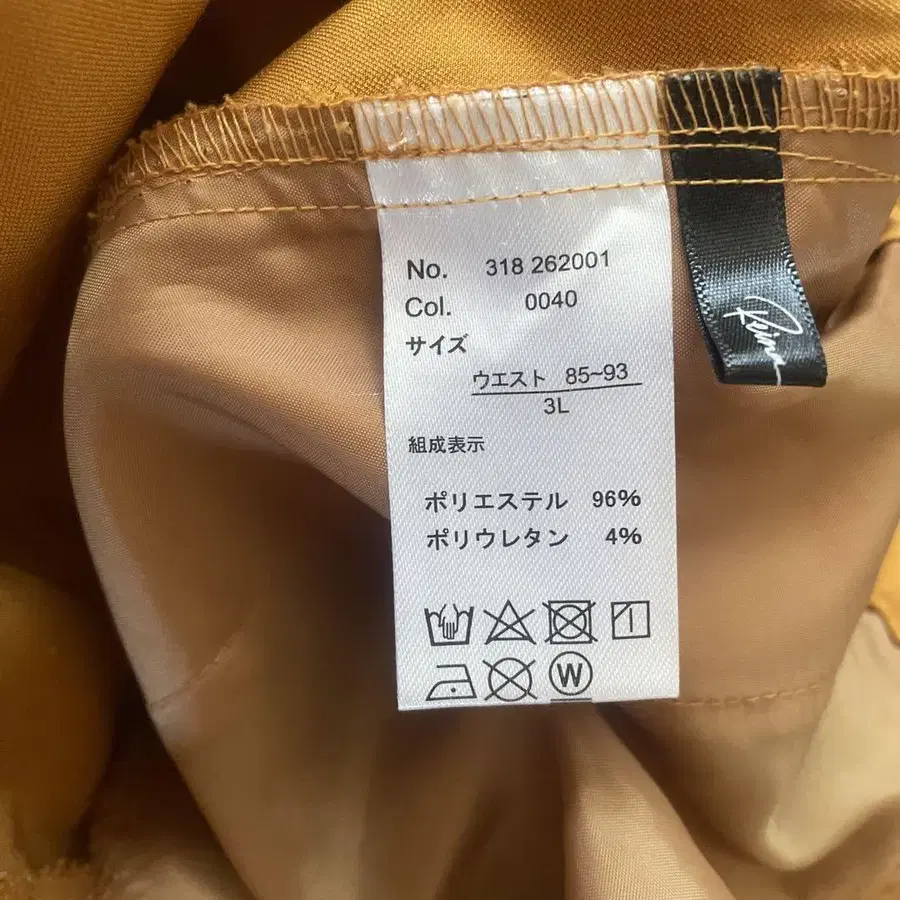 No. 318 262001
Col. 0040
サイズ
ウエスト 85~93
3L
組成表示
ポリエステル 96%
ポリウレタン 4%
W